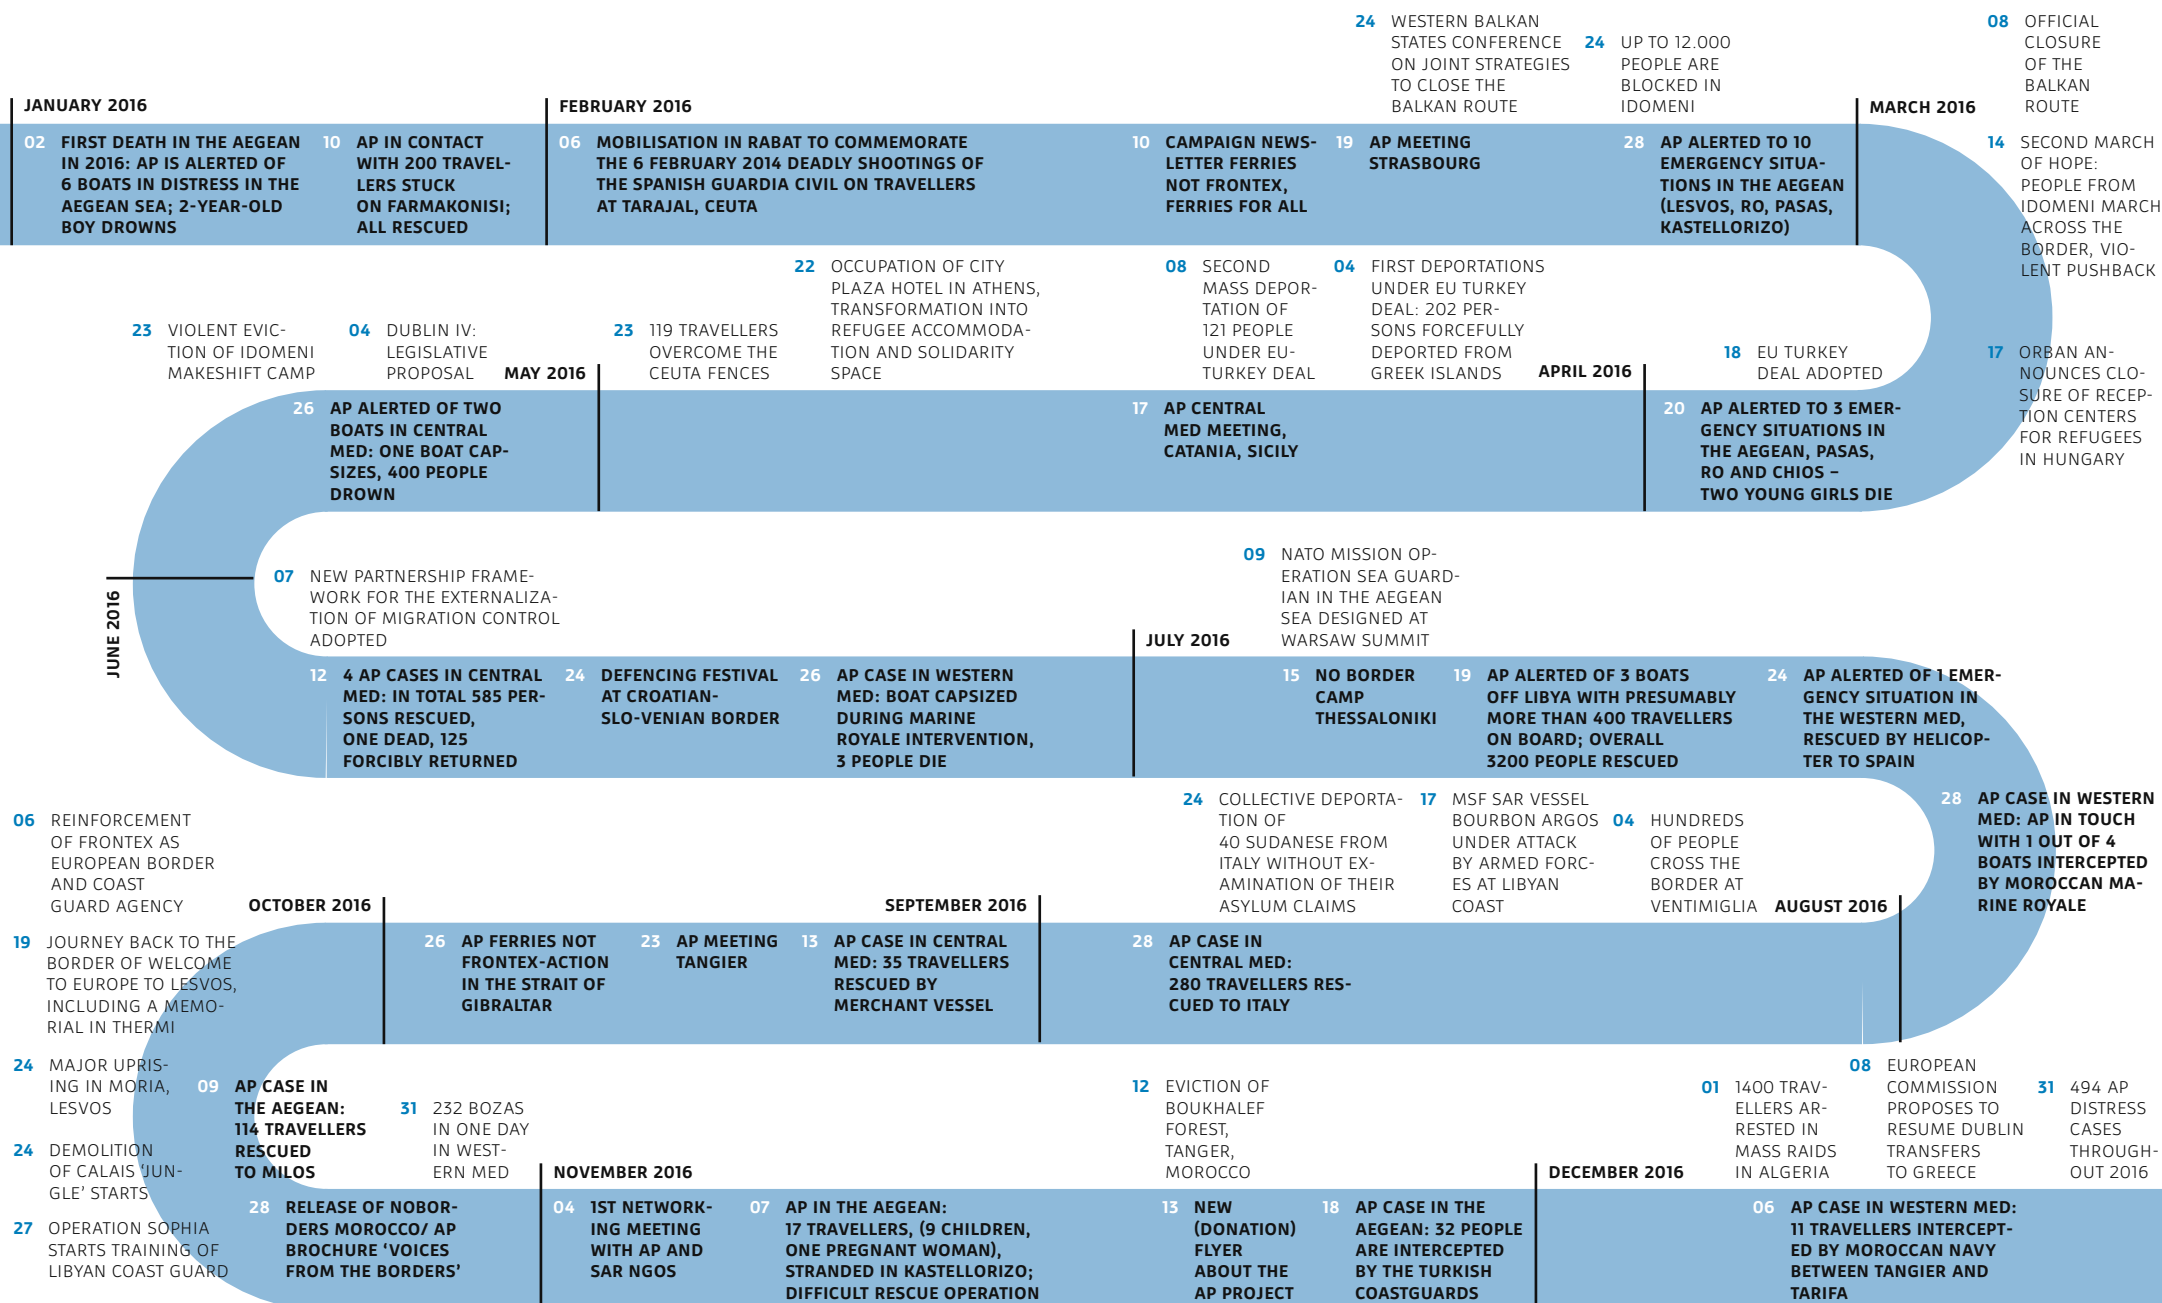 JANUARY 2016
02 FIRST DEATH IN THE AEGEAN
IN 2016: AP IS ALERTED OF
6 BOATS IN DISTRESS IN THE
AEGEAN SEA; 2-YEAR-OLD
BOY DROWNS
10 AP IN CONTACT
WITH 200 TRAVEL-
LERS STUCK
ON FARMAKONISI;
ALL RESCUED
FEBRUARY 2016
06 MOBILISATION IN RABAT TO COMMEMORATE
THE 6 FEBRUARY 2014 DEADLY SHOOTINGS OF
THE SPANISH GUARDIA CIVIL ON TRAVELLERS
AT TARAJAL, CEUTA
10 CAMPAIGN NEWS-
LETTER FERRIES
NOT FRONTEX,
FERRIES FOR ALL
19 AP MEETING
STRASBOURG
24 WESTERN BALKAN
STATES CONFERENCE
ON JOINT STRATEGIES
TO CLOSE THE
BALKAN ROUTE
24 UP TO 12.000
PEOPLE ARE
BLOCKED IN
IDOMENI
28 AP ALERTED TO 10
EMERGENCY SITUA-
TIONS IN THE AEGEAN
(LESVOS, RO, PASAS,
KASTELLORIZO)
MARCH 2016
08 OFFICIAL
CLOSURE
OF THE
BALKAN
ROUTE
14 SECOND MARCH
OF HOPE:
PEOPLE FROM
IDOMENI MARCH
ACROSS THE
BORDER, VIO-
LENT PUSHBACK
17 ORBAN AN-
NOUNCES CLO-
SURE OF RECEP-
TION CENTERS
FOR REFUGEES
IN HUNGARY
18 EU TURKEY
DEAL ADOPTED
20 AP ALERTED TO 3 EMER-
GENCY SITUATIONS IN
THE AEGEAN, PASAS,
RO AND CHIOS –
TWO YOUNG GIRLS DIE
APRIL 2016
04 FIRST DEPORTATIONS
UNDER EU TURKEY
DEAL: 202 PER-
SONS FORCEFULLY
DEPORTED FROM
GREEK ISLANDS
08 SECOND
MASS DEPOR-
TATION OF
121 PEOPLE
UNDER EU-
TURKEY DEAL
17 AP CENTRAL
MED MEETING,
CATANIA, SICILY
22 OCCUPATION OF CITY
PLAZA HOTEL IN ATHENS,
TRANSFORMATION INTO
REFUGEE ACCOMMODA-
TION AND SOLIDARITY
SPACE
23 119 TRAVELLERS
OVERCOME THE
CEUTA FENCES
MAY 2016
04 DUBLIN IV:
LEGISLATIVE
PROPOSAL
23 VIOLENT EVIC-
TION OF IDOMENI
MAKESHIFT CAMP
26 AP ALERTED OF TWO
BOATS IN CENTRAL
MED: ONE BOAT CAP-
SIZES, 400 PEOPLE
DROWN
JUNE 2016
07 NEW PARTNERSHIP FRAME-
WORK FOR THE EXTERNALIZA-
TION OF MIGRATION CONTROL
ADOPTED
12 4 AP CASES IN CENTRAL
MED: IN TOTAL 585 PER-
SONS RESCUED,
ONE DEAD, 125
FORCIBLY RETURNED
24 DEFENCING FESTIVAL
AT CROATIAN-
SLO-VENIAN BORDER
26 AP CASE IN WESTERN
MED: BOAT CAPSIZED
DURING MARINE
ROYALE INTERVENTION,
3 PEOPLE DIE
JULY 2016
09 NATO MISSION OP-
ERATION SEA GUARD-
IAN IN THE AEGEAN
SEA DESIGNED AT
WARSAW SUMMIT
15 NO BORDER
CAMP
THESSALONIKI
19 AP ALERTED OF 3 BOATS
OFF LIBYA WITH PRESUMABLY
MORE THAN 400 TRAVELLERS
ON BOARD; OVERALL
3200 PEOPLE RESCUED
24 AP ALERTED OF 1 EMER-
GENCY SITUATION IN
THE WESTERN MED,
RESCUED BY HELICOP-
TER TO SPAIN
28 AP CASE IN WESTERN
MED: AP IN TOUCH
WITH 1 OUT OF 4
BOATS INTERCEPTED
BY MOROCCAN MA-
RINE ROYALE
AUGUST 2016
04 HUNDREDS
OF PEOPLE
CROSS THE
BORDER AT
VENTIMIGLIA
17 MSF SAR VESSEL
BOURBON ARGOS
UNDER ATTACK
BY ARMED FORC-
ES AT LIBYAN
COAST
24 COLLECTIVE DEPORTA-
TION OF
40 SUDANESE FROM
ITALY WITHOUT EX-
AMINATION OF THEIR
ASYLUM CLAIMS
28 AP CASE IN
CENTRAL MED:
280 TRAVELLERS RES-
CUED TO ITALY
SEPTEMBER 2016
13 AP CASE IN CENTRAL
MED: 35 TRAVELLERS
RESCUED BY
MERCHANT VESSEL
23 AP MEETING
TANGIER
26 AP FERRIES NOT
FRONTEX-ACTION
IN THE STRAIT OF
GIBRALTAR
OCTOBER 2016
06 REINFORCEMENT
OF FRONTEX AS
EUROPEAN BORDER
AND COAST
GUARD AGENCY
19 JOURNEY BACK TO THE
BORDER OF WELCOME
TO EUROPE TO LESVOS,
INCLUDING A MEMO-
RIAL IN THERMI
24 MAJOR UPRIS-
ING IN MORIA,
LESVOS
09 AP CASE IN
THE AEGEAN:
114 TRAVELLERS
RESCUED
TO MILOS
24 DEMOLITION
OF CALAIS ‘JUN-
GLE’ STARTS
27 OPERATION SOPHIA
STARTS TRAINING OF
LIBYAN COAST GUARD
28 RELEASE OF NOBOR-
DERS MOROCCO/ AP
BROCHURE ‘VOICES
FROM THE BORDERS’
31 232 BOZAS
IN ONE DAY
IN WEST-
ERN MED
NOVEMBER 2016
04 1ST NETWORK-
ING MEETING
WITH AP AND
SAR NGOS
07 AP IN THE AEGEAN:
17 TRAVELLERS, (9 CHILDREN,
ONE PREGNANT WOMAN),
STRANDED IN KASTELLORIZO;
DIFFICULT RESCUE OPERATION
12 EVICTION OF
BOUKHALEF
FOREST,
TANGER,
MOROCCO
13 NEW
(DONATION)
FLYER
ABOUT THE
AP PROJECT
18 AP CASE IN THE
AEGEAN: 32 PEOPLE
ARE INTERCEPTED
BY THE TURKISH
COASTGUARDS
DECEMBER 2016
01 1400 TRAV-
ELLERS AR-
RESTED IN
MASS RAIDS
IN ALGERIA
08 EUROPEAN
COMMISSION
PROPOSES TO
RESUME DUBLIN
TRANSFERS
TO GREECE
31 494 AP
DISTRESS
CASES
THROUGH-
OUT 2016
06 AP CASE IN WESTERN MED:
11 TRAVELLERS INTERCEPT-
ED BY MOROCCAN NAVY
BETWEEN TANGIER AND
TARIFA